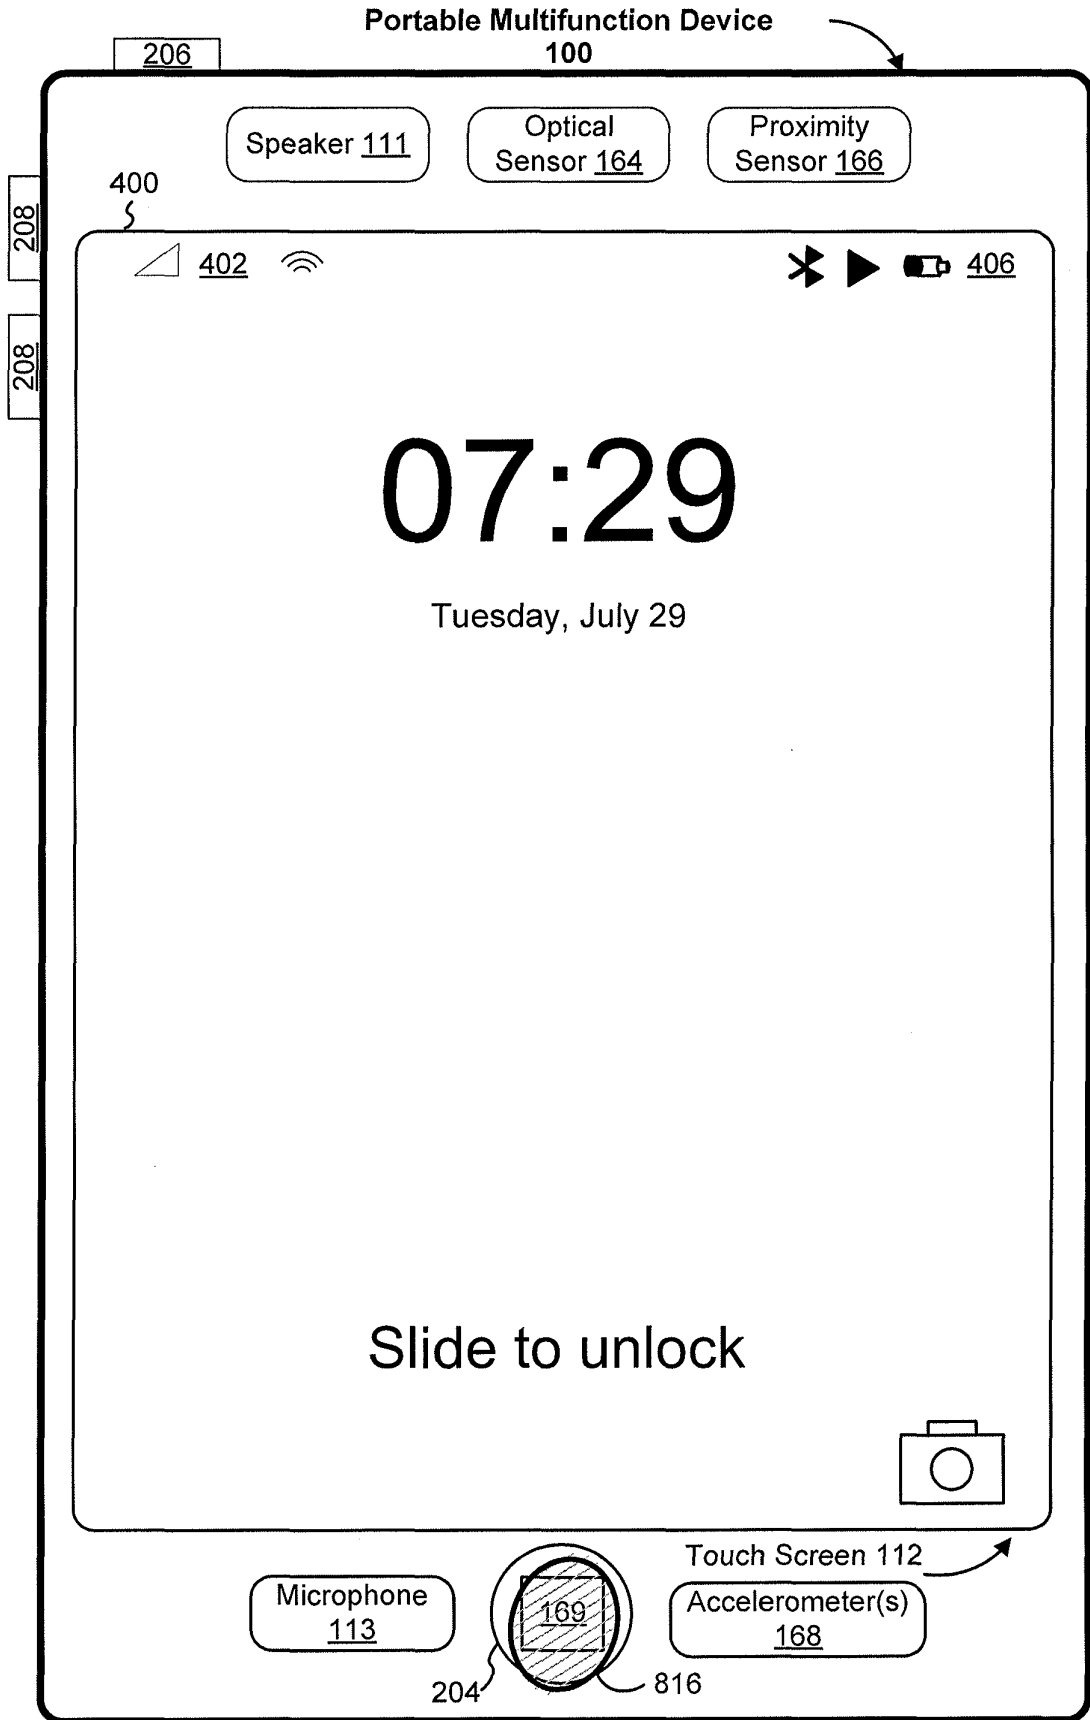 Portable Multifunction Device
100
206
Speaker 111
Optical
Sensor 164
Proximity
Sensor 166
400
208
402
406
208
07:29
Tuesday, July 29
Slide to unlock
Touch Screen 112
Microphone
113
169
Accelerometer(s)
168
204
816